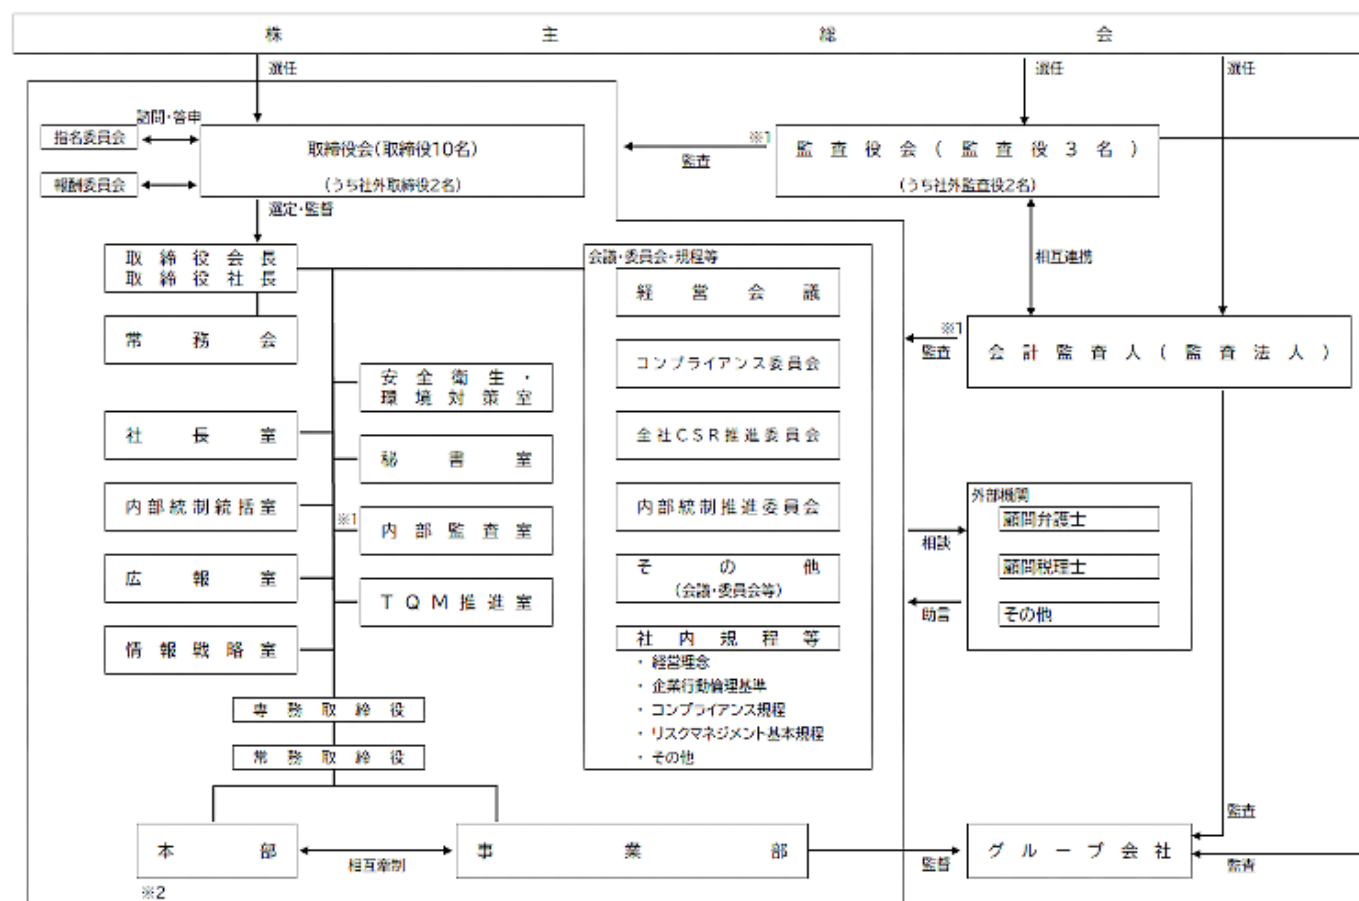 株主総会
選任
選任
選任
諮問・答申
指名委員会
報酬委員会
取締役会(取締役10名)
(うち社外取締役2名)
※1
監査
監査役会(監査役3名)
(うち社外監査役2名)
選定・監督
相互連携
取締役会長
取締役社長
常務会
会議・委員会・規程等
経営会議
コンプライアンス委員会
全社CSR推進委員会
内部統制推進委員会
その他
(会議・委員会等)
社内規程等
・ 経営理念
・ 企業行動倫理基準
・ コンプライアンス規程
・ リスクマネジメント基本規程
・ その他
※1
監査
会計監査人(監査法人)
安全衛生・
環境対策室
社長室
秘書室
内部統制統括室
※1
内部監査室
広報室
TQM推進室
情報戦略室
外部機関
顧問弁護士
顧問税理士
その他
相談
助言
専務取締役
常務取締役
本部
相互牽制
事業部
監督
グループ会社
監査
監査
※2